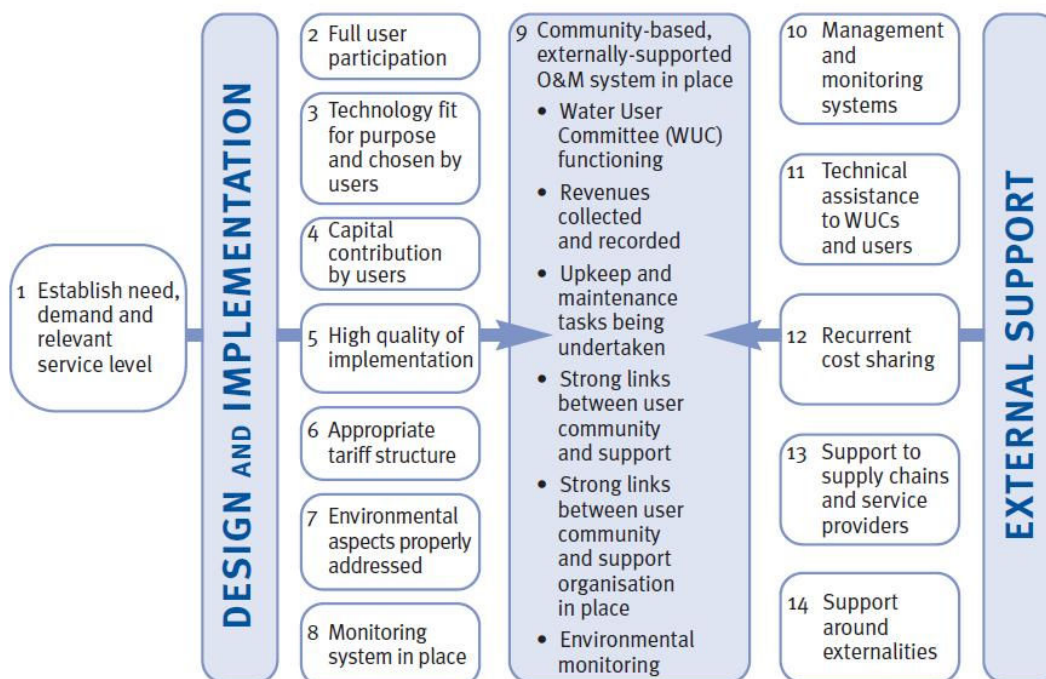 1 Establish need,
demand and
relevant
service level
DESIGN AND IMPLEMENTATION
2 Full user
participation
3 Technology fit
for purpose
and chosen by
users
4 Capital
contribution
by users
5 High quality of
implementation
6 Appropriate
tariff structure
7 Environmental
aspects properly
addressed
8 Monitoring
system in place
9 Community-based,
externally-supported
O&M system in place
• Water User
Committee (WUC)
functioning
• Revenues
collected
and recorded
• Upkeep and
maintenance
tasks being
undertaken
• Strong links
between user
community
and support
• Strong links
between user
community
and support
organisation
in place
• Environmental
monitoring
10 Management
and
monitoring
systems
11 Technical
assistance
to WUCs
and users
12 Recurrent
cost sharing
13 Support to
supply chains
and service
providers
14 Support
around
externalities
EXTERNAL SUPPORT